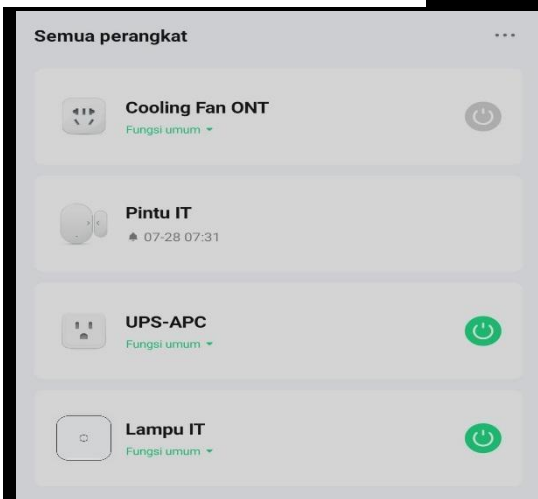 Semua perangkat
Cooling Fan ONT
Fungsi umum
Pintu IT
07-28 07:31
UPS-APC
Fungsi umum
Lampu IT
Fungsi umum